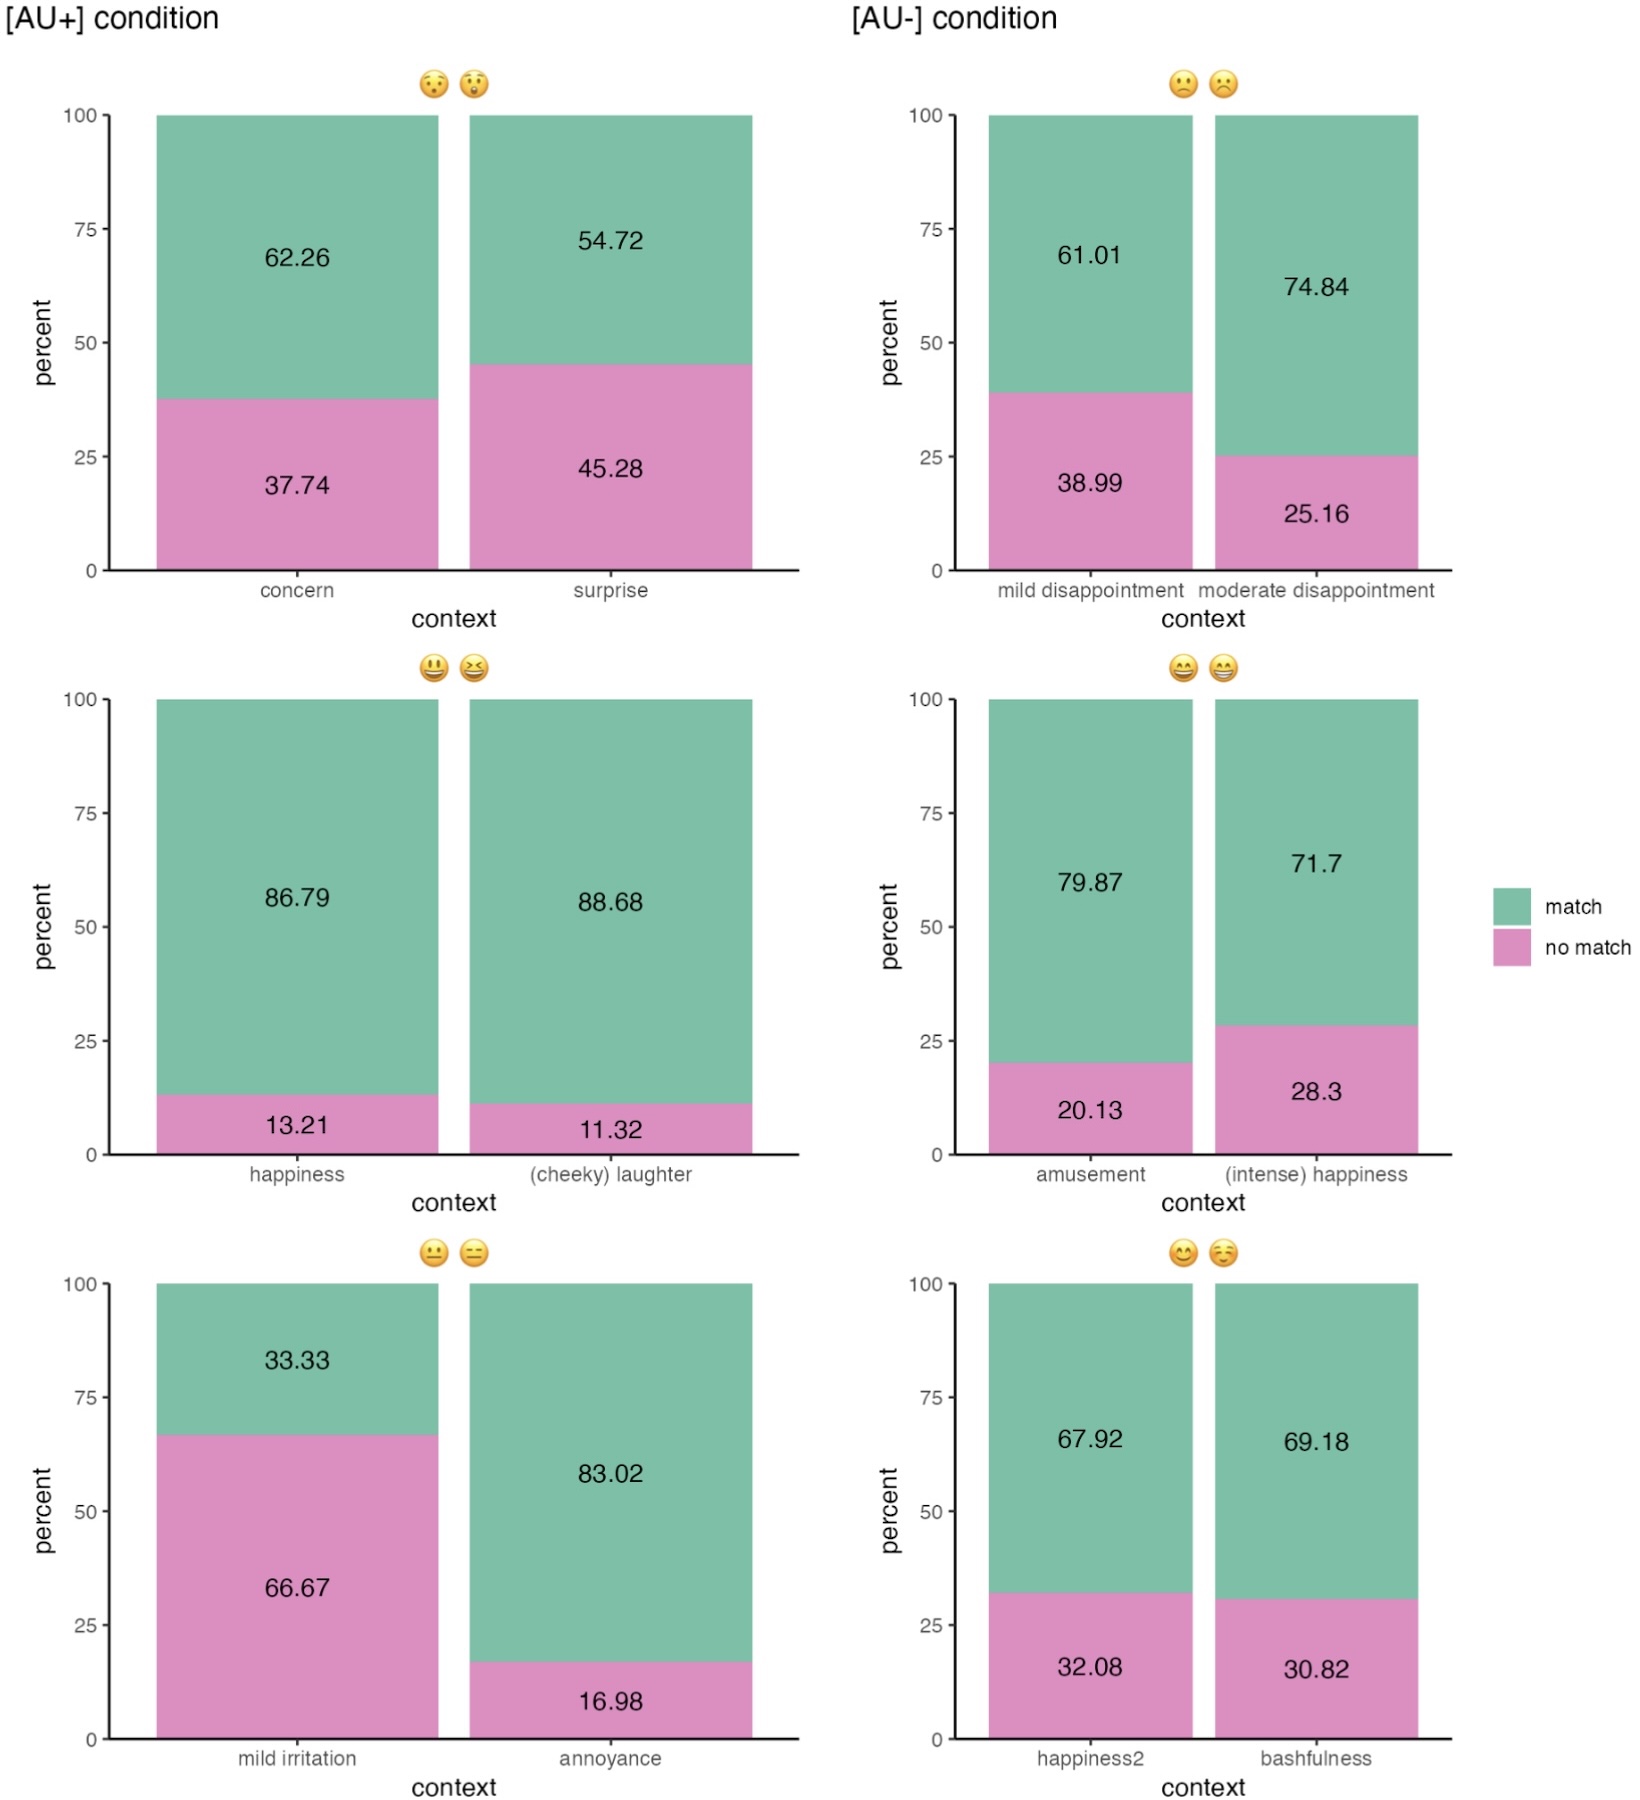 [AU+] condition
[AU-] condition
100
75
50
25
0
percent
62.26
54.72
37.74
45.28
concern
surprise
context
100
75
50
25
0
percent
61.01
74.84
38.99
25.16
mild disappointment
moderate disappointment
context
100
75
50
25
0
percent
86.79
88.68
13.21
11.32
happiness
(cheeky) laughter
context
100
75
50
25
0
percent
79.87
71.7
20.13
28.3
amusement
(intense) happiness
context
match
no match
100
75
50
25
0
percent
33.33
83.02
66.67
16.98
mild irritation
annoyance
context
100
75
50
25
0
percent
67.92
69.18
32.08
30.82
happiness2
bashfulness
context